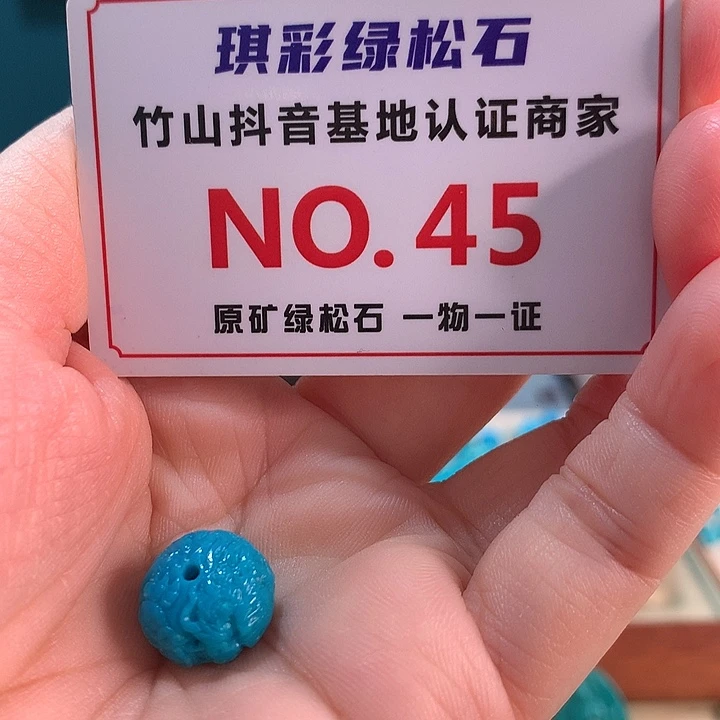 琪彩绿松石
竹山抖音基地认证商家
NO.45
原矿绿松石 一物一证